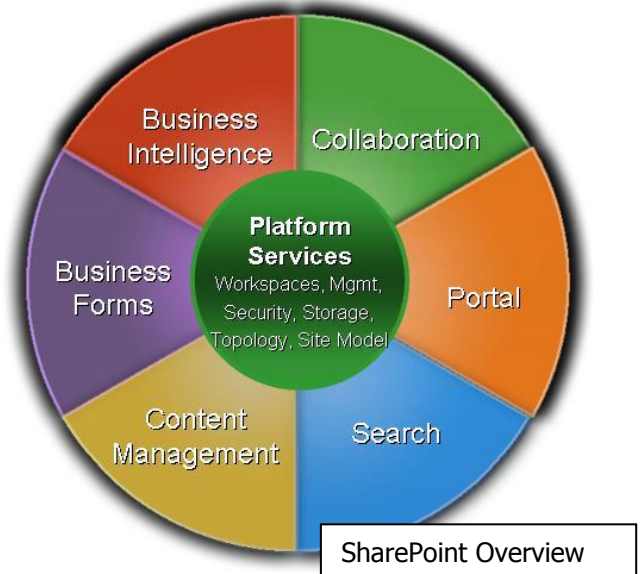 Business
Intelligence
Collaboration
Platform
Services
Workspaces, Mgmt,
Security, Storage,
Topology, Site Model
Business
Forms
Portal
Content
Management
Search
SharePoint Overview